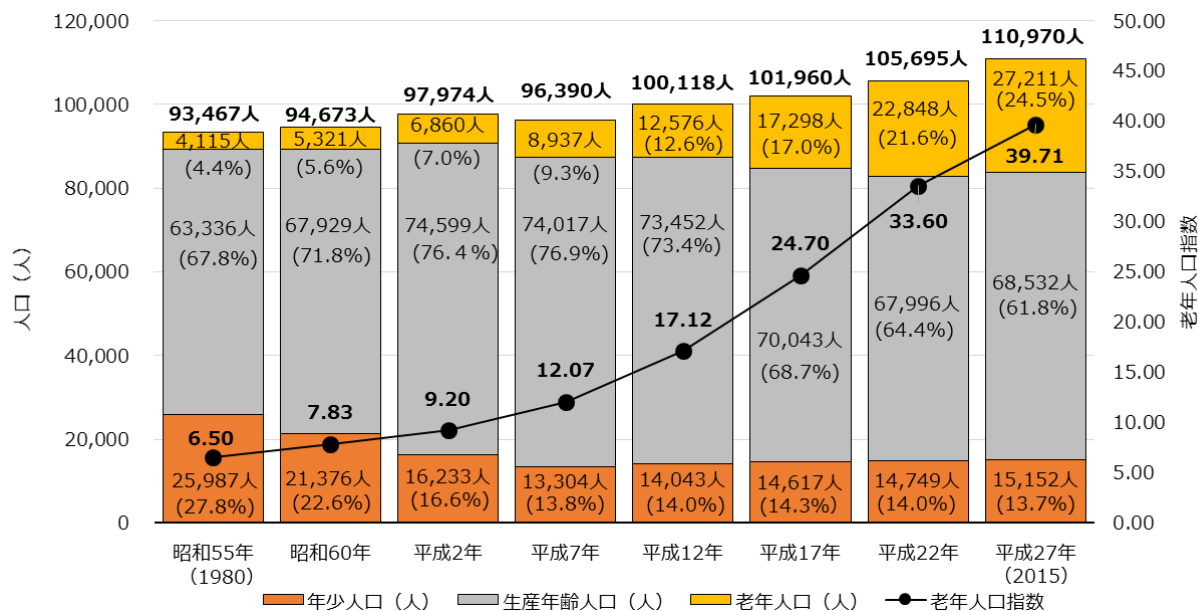 120,000
100,000
80,000
60,000
40,000
20,000
0
人口（人）
50.00
45.00
40.00
35.00
30.00
25.00
20.00
15.00
10.00
5.00
0.00
老年人口指数
93,467人
4,115人
(4.4%)
63,336人
(67.8%)
6.50
25,987人
(27.8%)
昭和55年
（1980）
94,673人
5,321人
(5.6%)
67,929人
(71.8%)
7.83
21,376人
(22.6%)
昭和60年
97,974人
6,860人
(7.0%)
74,599人
(76.4%)
9.20
16,233人
(16.6%)
平成2年
96,390人
8,937人
(9.3%)
74,017人
(76.9%)
12.07
13,304人
(13.8%)
平成7年
100,118人
12,576人
(12.6%)
73,452人
(73.4%)
17.12
14,043人
(14.0%)
平成12年
101,960人
17,298人
(17.0%)
24.70
70,043人
(68.7%)
14,617人
(14.3%)
平成17年
105,695人
22,848人
(21.6%)
33.60
67,996人
(64.4%)
14,749人
(14.0%)
平成22年
110,970人
27,211人
(24.5%)
39.71
68,532人
(61.8%)
15,152人
(13.7%)
平成27年
（2015）
年少人口（人）
生産年齢人口（人）
老年人口（人）
老年人口指数